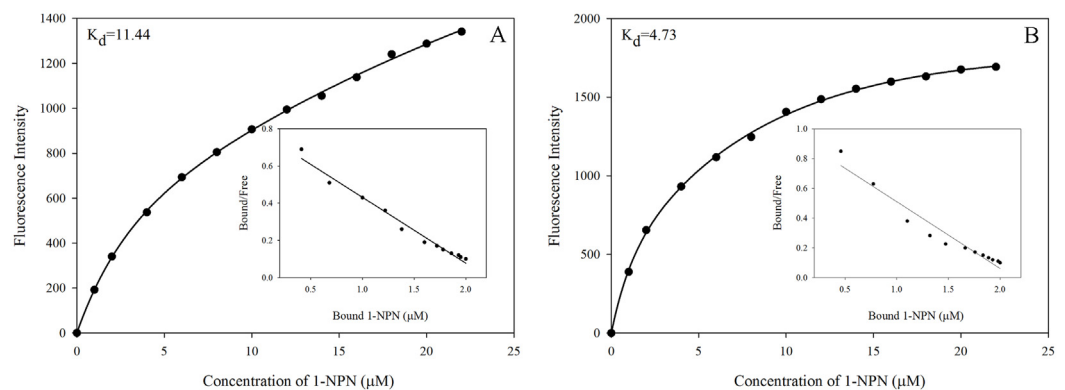 A
K_d=11.44
Fluorescence Intensity
1400
1200
1000
800
600
400
200
0
0 5 10 15 20 25
Concentration of 1-NPN (μM)
Bound/Free
0.8
0.6
0.4
0.2
0.0
0.5 1.0 1.5 2.0
Bound 1-NPN (μM)
B
K_d=4.73
Fluorescence Intensity
2000
1500
1000
500
0
0 5 10 15 20 25
Concentration of 1-NPN (μM)
Bound/Free
1.0
0.8
0.6
0.4
0.2
0.0
0.5 1.0 1.5 2.0
Bound 1-NPN (μM)